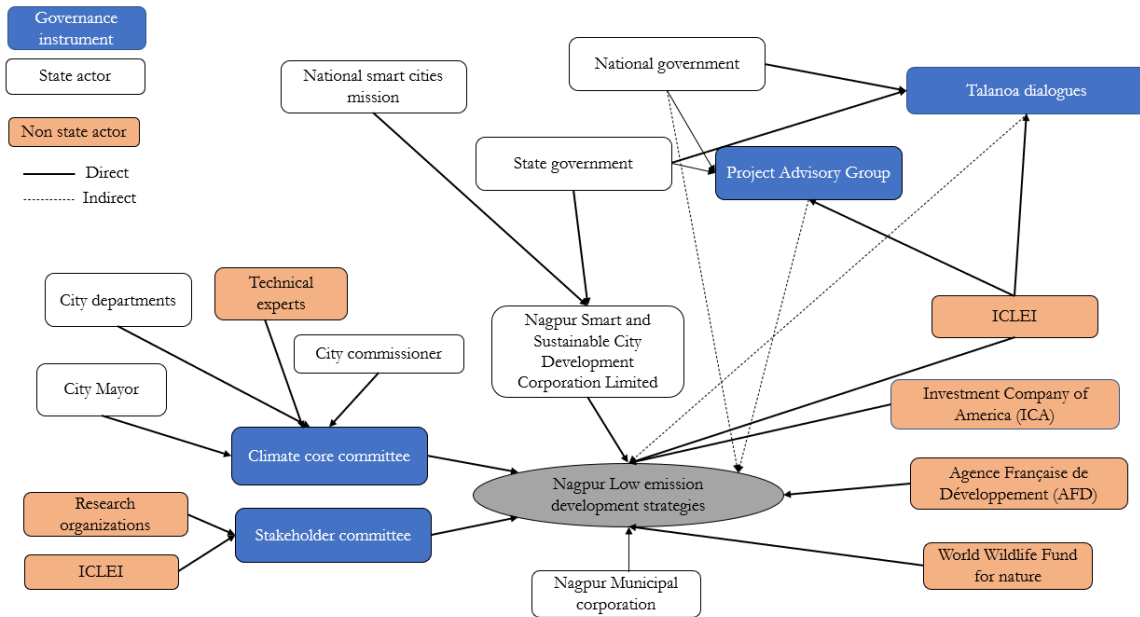 Governance
instrument
State actor
Non state actor
Direct
Indirect
National smart cities
mission
National government
Talanoa dialogues
State government
Project Advisory Group
City departments
Technical
experts
City commissioner
City Mayor
Nagpur Smart and
Sustainable City
Development
Corporation Limited
ICLEI
Investment Company of
America (ICA)
Climate core committee
Agence Française de
Développement (AFD)
Nagpur Low emission
development strategies
Research
organizations
Stakeholder committee
ICLEI
World Wildlife Fund
for nature
Nagpur Municipal
corporation